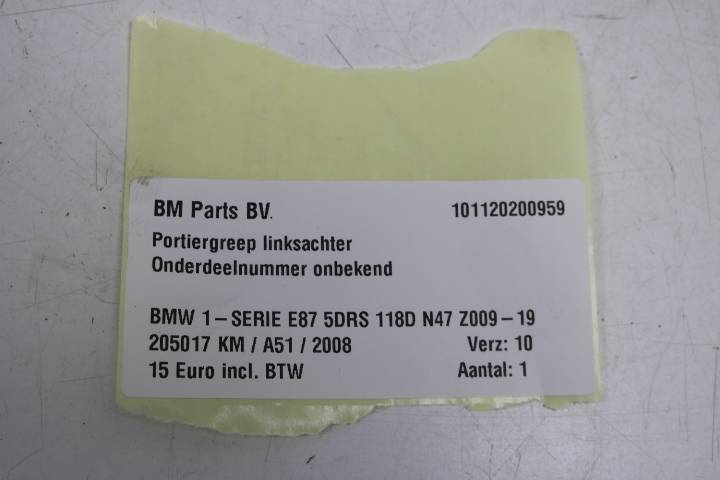 BM Parts BV. 101120200959
Portiergreep linksachter
Onderdeelnummer onbekend
BMW 1-SERIE E87 5DRS 118D N47 Z009-19
205017 KM / A51 / 2008 Verz: 10
15 Euro incl. BTW Aantal: 1